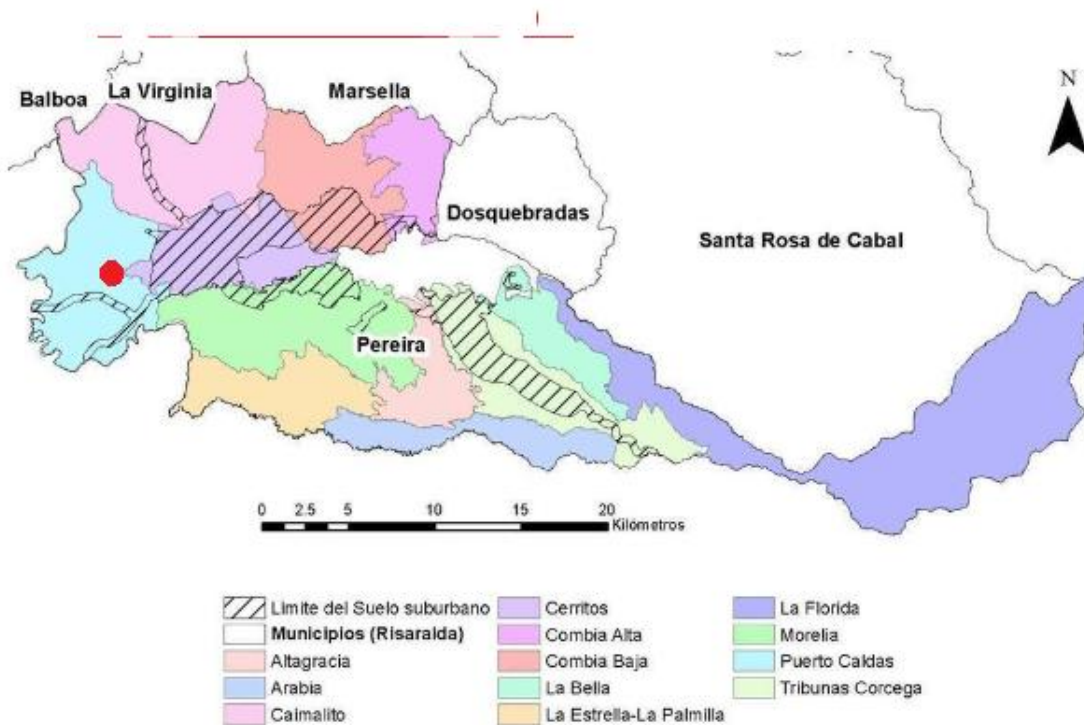 Balboa
La Virginia
Marsella
N
Dosquebradas
Santa Rosa de Cabal
Pereira
0 2.5 5 10 15 20
Kilómetros
Límite del Suelo suburbano
Municipios (Risaralda)
Altagracia
Arabia
Caimalito
Cerritos
Combia Alta
Combia Baja
La Bella
La Estrella-La Palmilla
La Florida
Morelia
Puerto Caldas
Tribunas Corcega